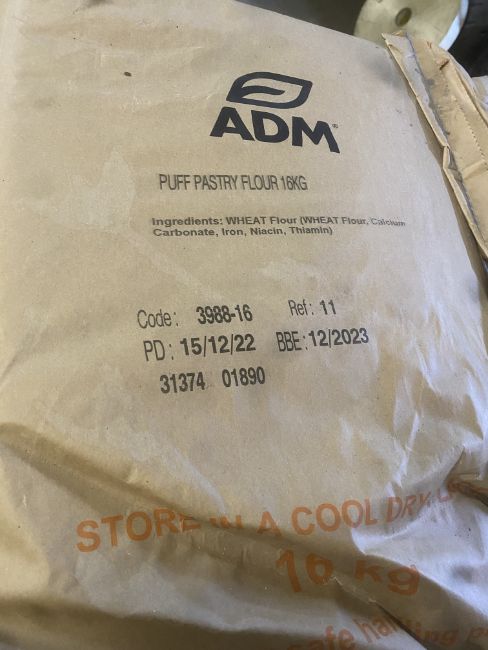 ADM
PUFF PASTRY FLOUR 16KG
Ingredients: WHEAT Flour (WHEAT Flour, Calcium
Carbonate, Iron, Niacin, Thiamin)
Code: 3988-16 Ref: 11
PD: 15/12/22 BBE: 12/2023
31374 01890
STORE IN A COOL DRY
16 kg
safe